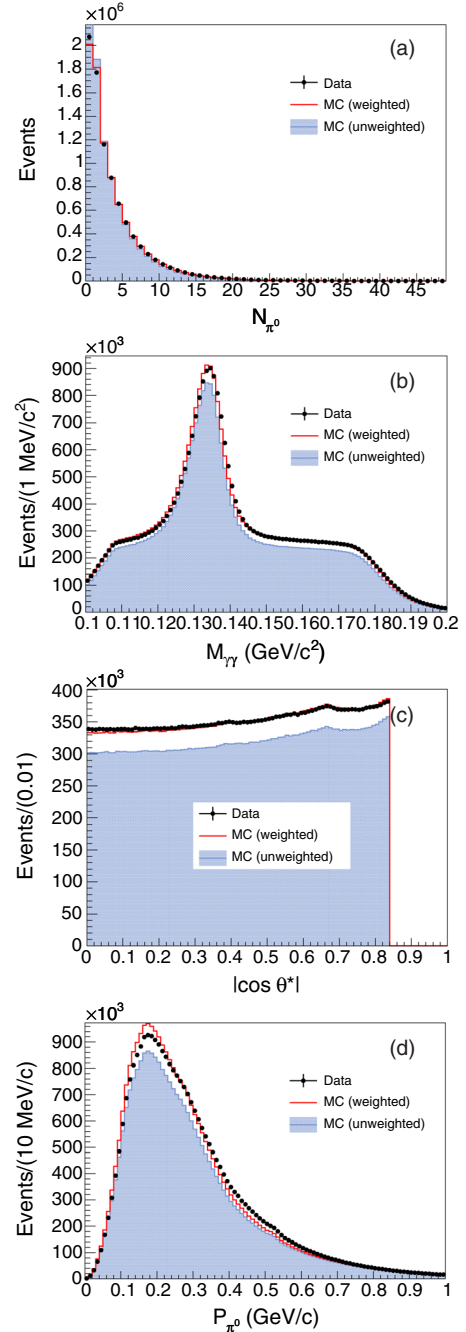 ×10⁶
(a)
Events
2
1.8
1.6
1.4
1.2
1
0.8
0.6
0.4
0.2
0
Data
MC (weighted)
MC (unweighted)
0 5 10 15 20 25 30 35 40 45
N_π⁰
×10³
(b)
Events/(1 MeV/c²)
900
800
700
600
500
400
300
200
100
0
Data
MC (weighted)
MC (unweighted)
0.1 0.11 0.12 0.13 0.14 0.15 0.16 0.17 0.18 0.19 0.2
M_γγ (GeV/c²)
×10³
(c)
Events/(0.01)
400
350
300
250
200
150
100
50
0
Data
MC (weighted)
MC (unweighted)
0 0.1 0.2 0.3 0.4 0.5 0.6 0.7 0.8 0.9 1
|cos θ*|
×10³
(d)
Events/(10 MeV/c)
900
800
700
600
500
400
300
200
100
0
Data
MC (weighted)
MC (unweighted)
0 0.1 0.2 0.3 0.4 0.5 0.6 0.7 0.8 0.9 1
P_π⁰ (GeV/c)